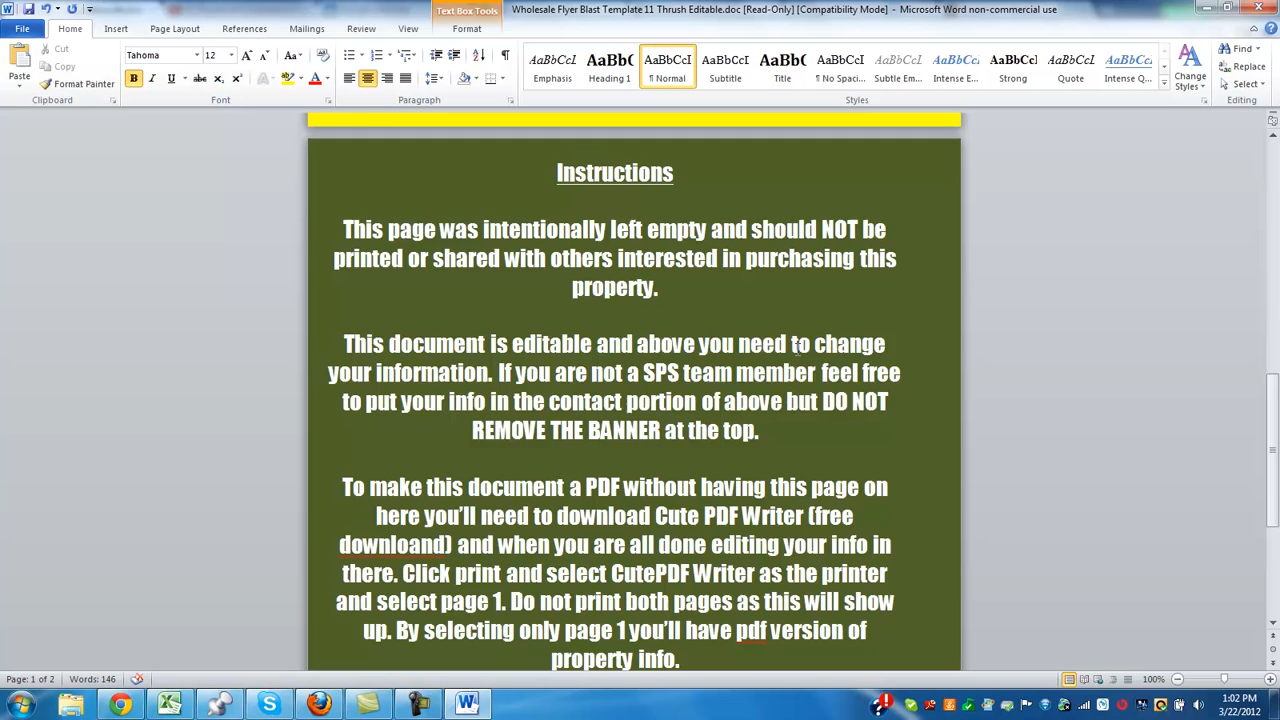 Text Box Tools
Wholesale Flyer Blast Template 11 Thrush Editable.doc [Read-Only] [Compatibility Mode] - Microsoft Word non-commercial use
File Home Insert Page Layout References Mailings Review View Format
Paste
Cut
Copy
Format Painter
Clipboard
Tahoma 12
Font
Paragraph
AaBbCcI AaBbC AaBbCcI AaBbCcI AaBb( AaBbCcI AaBbCcI AaBbCcI AaBbCcI AaBbCcI AaBbCcI
Emphasis Heading 1 ¶ Normal Subtitle Title ¶ No Spaci... Subtle Em... Intense E... Strong Quote Intense Q...
Styles
Change Styles
Find
Replace
Select
Editing
Instructions
This page was intentionally left empty and should NOT be
printed or shared with others interested in purchasing this
property.
This document is editable and above you need to change
your information. If you are not a SPS team member feel free
to put your info in the contact portion of above but DO NOT
REMOVE THE BANNER at the top.
To make this document a PDF without having this page on
here you’ll need to download Cute PDF Writer (free
downloand) and when you are all done editing your info in
there. Click print and select CutePDF Writer as the printer
and select page 1. Do not print both pages as this will show
up. By selecting only page 1 you’ll have pdf version of
property info.
Page: 1 of 2 Words: 146 100%
1:02 PM
3/22/2012